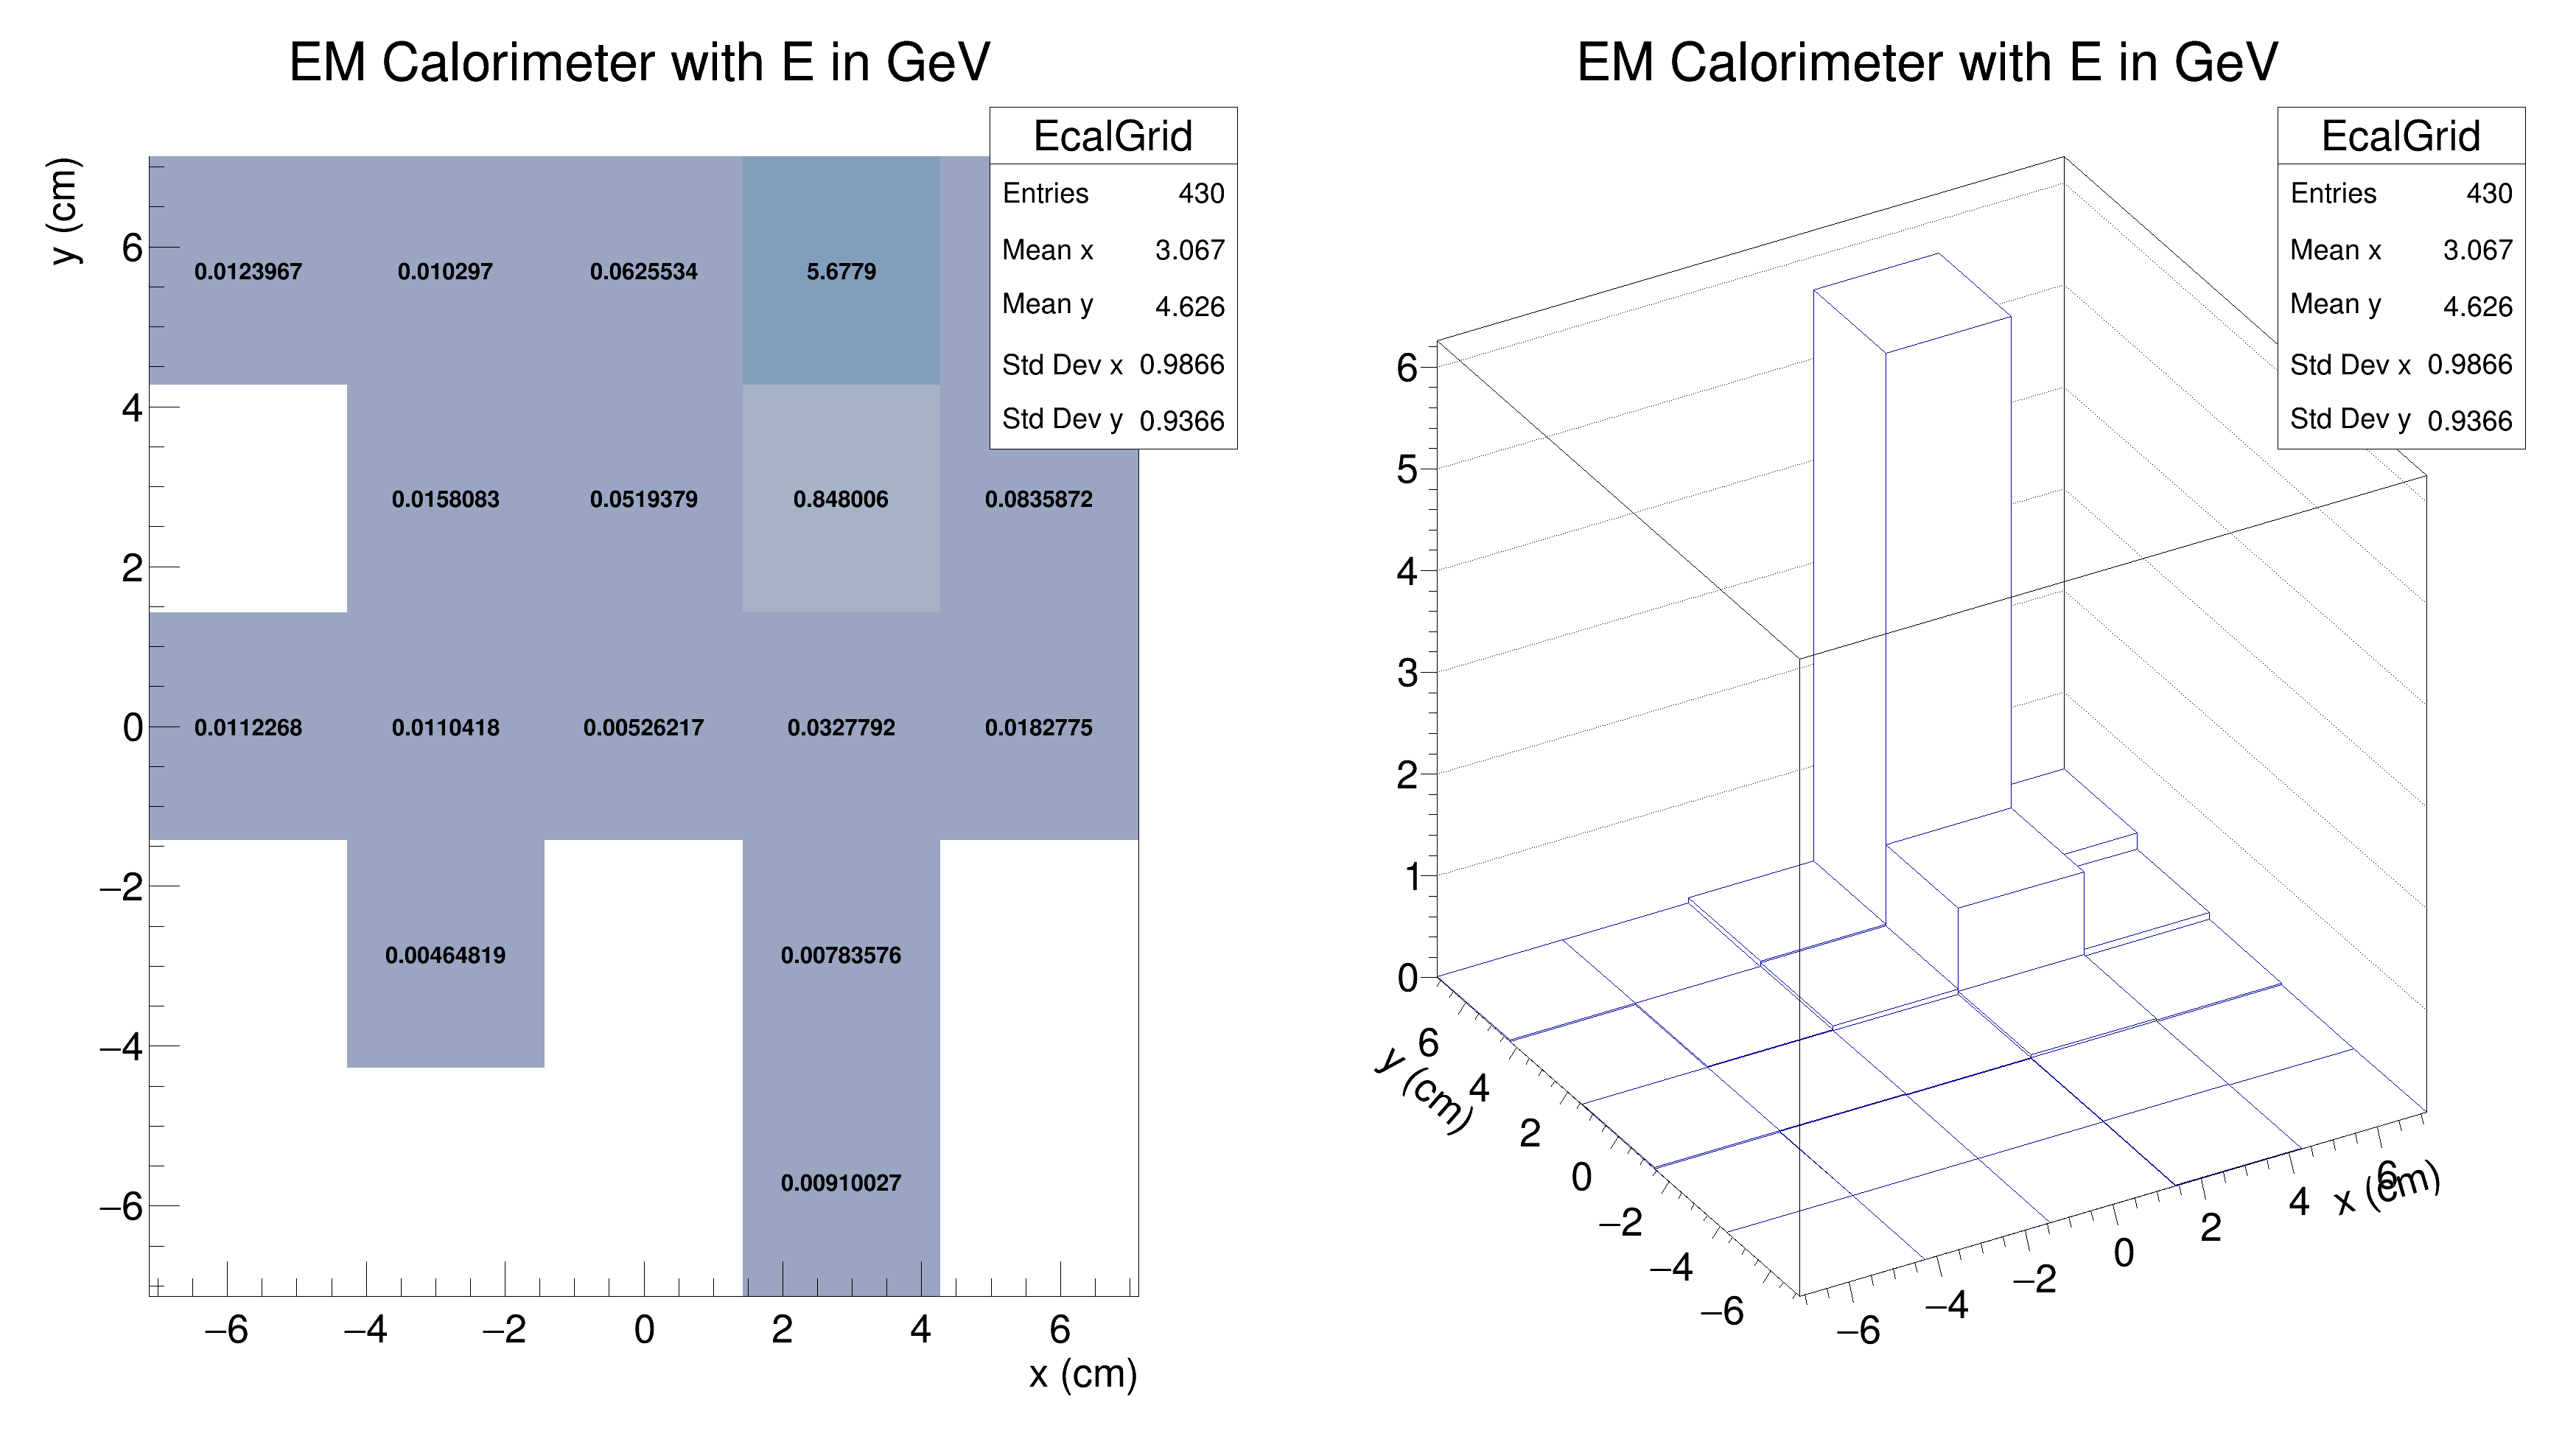 EM Calorimeter with E in GeV
EcalGrid
Entries 430
Mean x 3.067
Mean y 4.626
Std Dev x 0.9866
Std Dev y 0.9366
y (cm)
6
4
2
0
−2
−4
−6
0.0123967 0.010297 0.0625534 5.6779
0.0158083 0.0519379 0.848006 0.0835872
0.0112268 0.0110418 0.00526217 0.0327792 0.0182775
0.00464819 0.00783576
0.00910027
−6 −4 −2 0 2 4 6
x (cm)
EM Calorimeter with E in GeV
EcalGrid
Entries 430
Mean x 3.067
Mean y 4.626
Std Dev x 0.9866
Std Dev y 0.9366
6
5
4
3
2
1
0
y (cm)
6
4
2
0
−2
−4
−6
−6 −4 −2 0 2 4 6
x (cm)